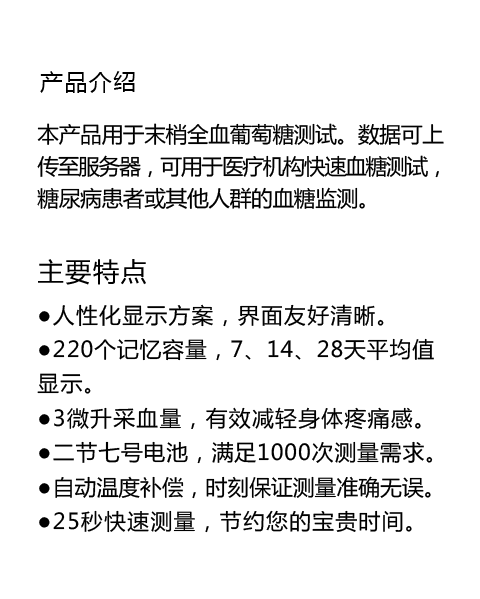 产品介绍
本产品用于末梢全血葡萄糖测试。数据可上
传至服务器，可用于医疗机构快速血糖测试，
糖尿病患者或其他人群的血糖监测。
主要特点
●人性化显示方案，界面友好清晰。
●220个记忆容量，7、14、28天平均值
显示。
●3微升采血量，有效减轻身体疼痛感。
●二节七号电池，满足1000次测量需求。
●自动温度补偿，时刻保证测量准确无误。
●25秒快速测量，节约您的宝贵时间。